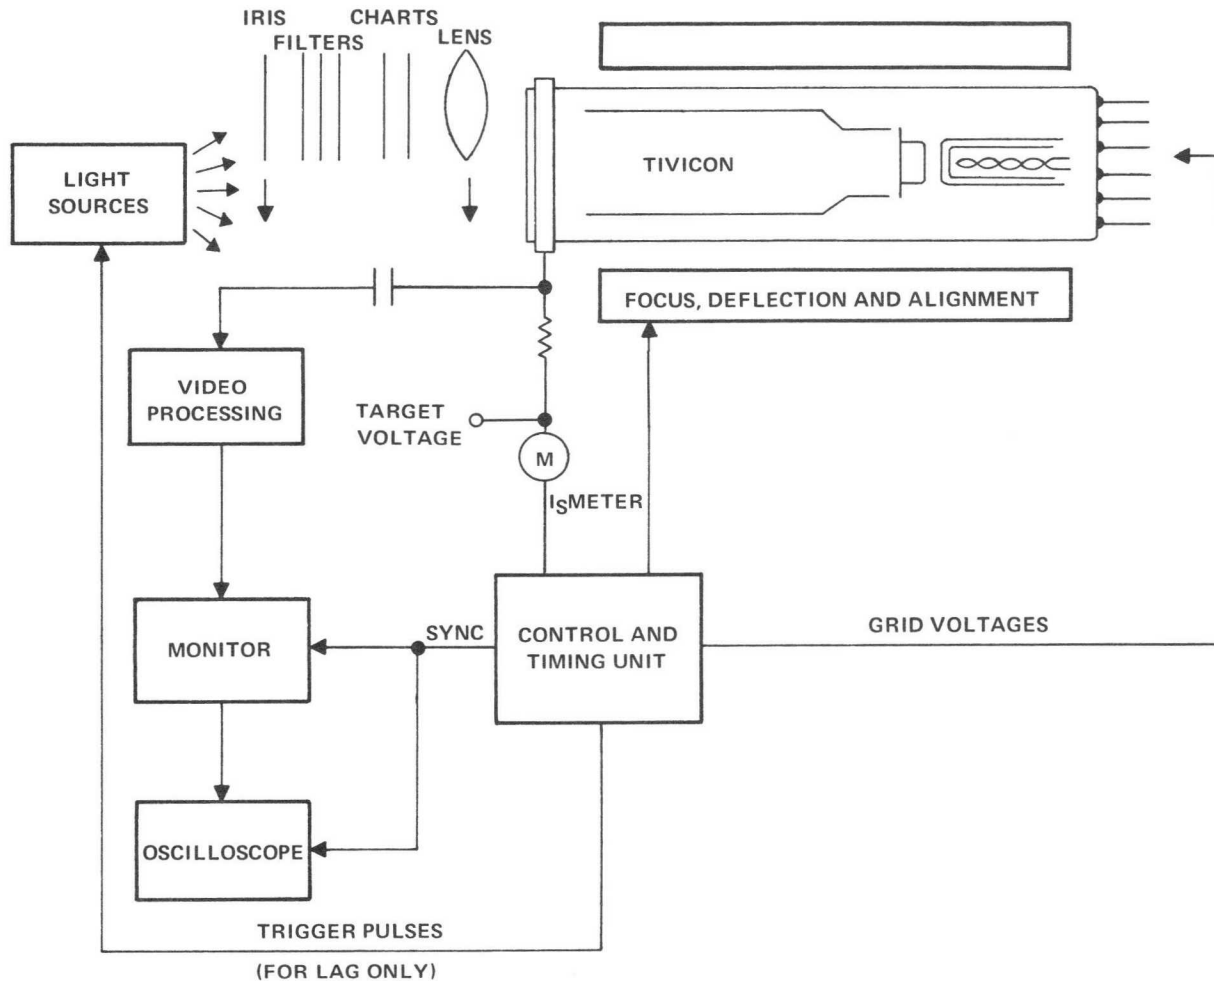 IRIS
CHARTS
FILTERS
LENS
TIVICON
LIGHT
SOURCES
FOCUS, DEFLECTION AND ALIGNMENT
VIDEO
PROCESSING
TARGET
VOLTAGE
M
ISMETER
SYNC
CONTROL AND
TIMING UNIT
GRID VOLTAGES
MONITOR
OSCILLOSCOPE
TRIGGER PULSES
(FOR LAG ONLY)